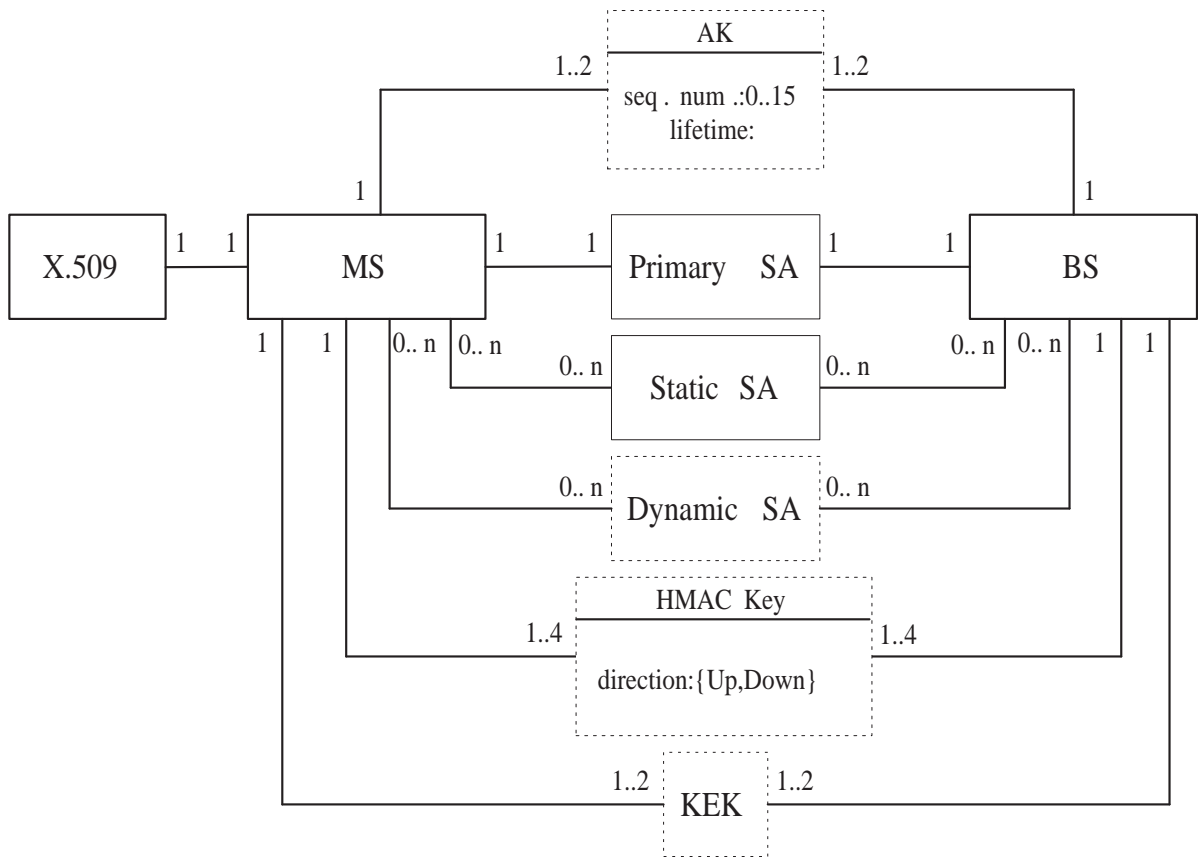 AK
1..2
1..2
seq . num .:0..15
lifetime:
1
1
X.509
1
1
MS
1
1
Primary SA
1
1
BS
1
1
0.. n
0.. n
0.. n
0.. n
1
1
0.. n
Static SA
0.. n
0.. n
Dynamic SA
0.. n
HMAC Key
1..4
1..4
direction:{Up,Down}
1..2
KEK
1..2